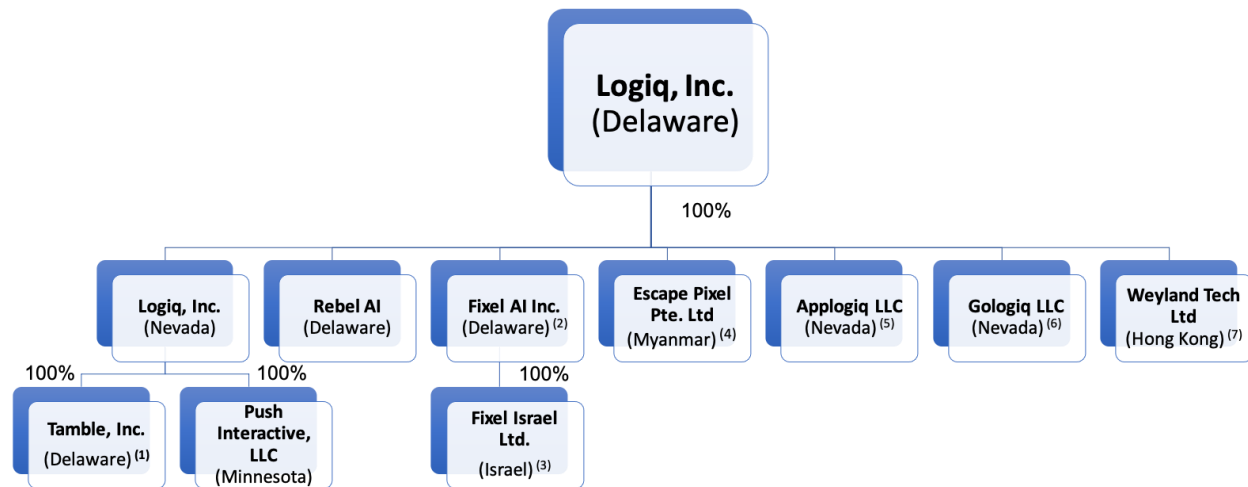 Logiq, Inc.
(Delaware)
100%
Logiq, Inc.
(Nevada)
Rebel AI
(Delaware)
Fixel AI Inc.
(Delaware) (2)
Escape Pixel
Pte. Ltd
(Myanmar) (4)
Applogiq LLC
(Nevada) (5)
Gologiq LLC
(Nevada) (6)
Weyland Tech
Ltd
(Hong Kong) (7)
100%
100%
100%
Tamble, Inc.
(Delaware) (1)
Push
Interactive,
LLC
(Minnesota)
Fixel Israel
Ltd.
(Israel) (3)